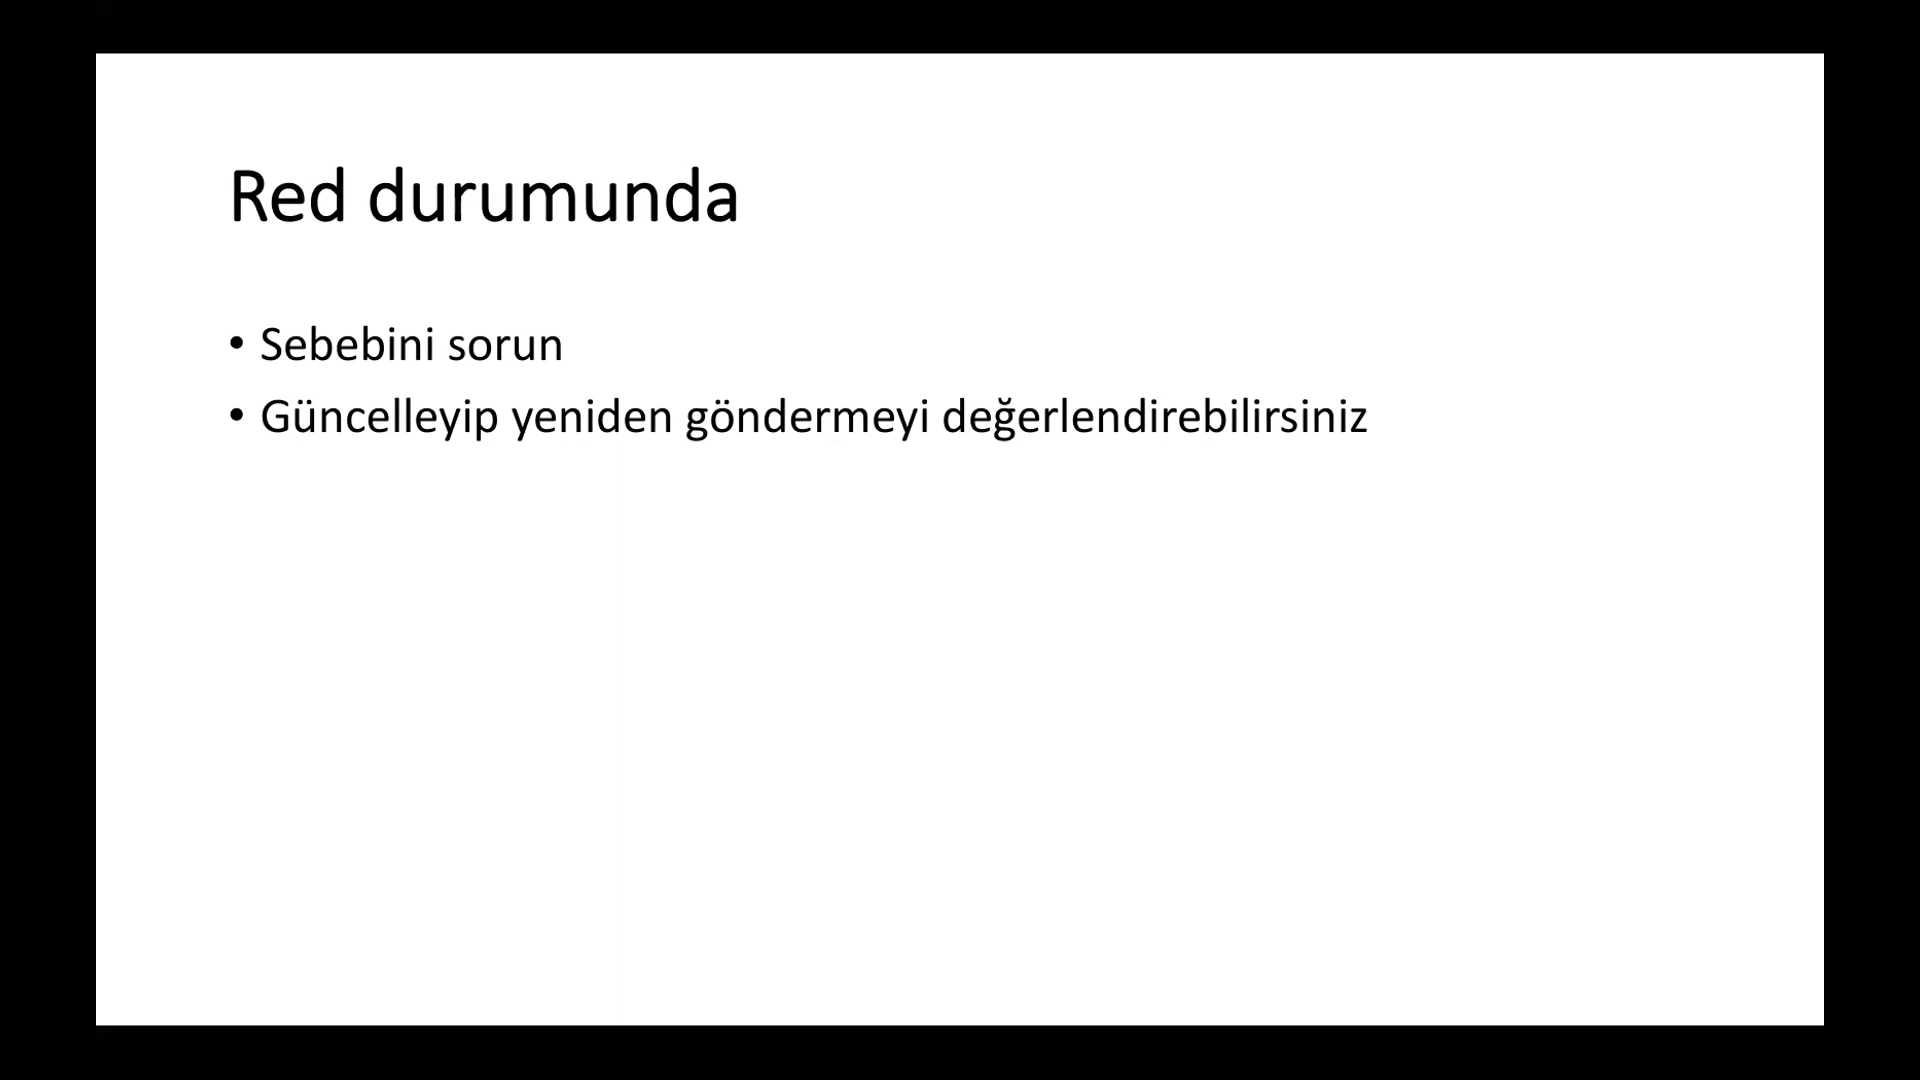 Red durumunda
• Sebebini sorun
• Güncelleyip yeniden göndermeyi değerlendirebilirsiniz